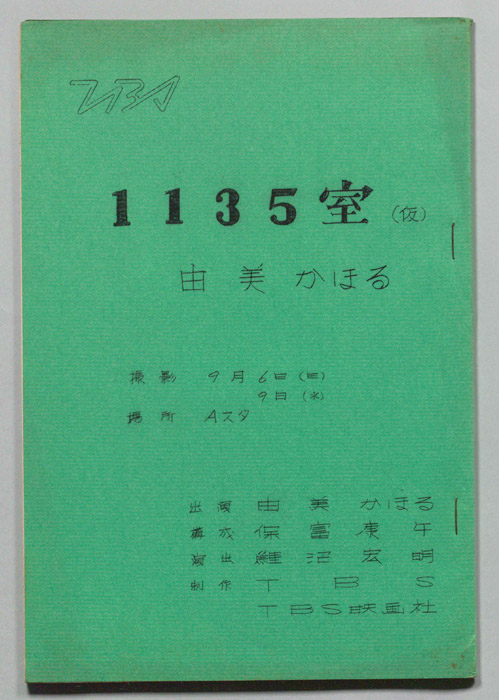 TBS
1135室(仮)
由美かほる
撮影 9月6日(日)
9日(水)
場所 Aスタ
出演 由美かほる
構成 保富康午
演出 鯉沼宏明
制作 TBS
TBS映画社